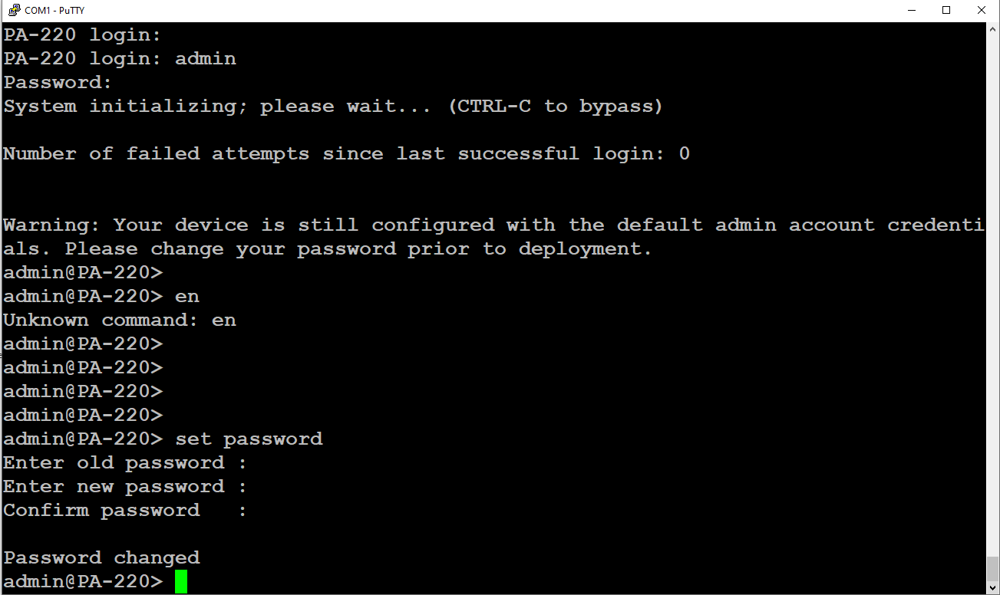 COM1 - PuTTY
PA-220 login:
PA-220 login: admin
Password:
System initializing; please wait... (CTRL-C to bypass)
Number of failed attempts since last successful login: 0
Warning: Your device is still configured with the default admin account credenti
als. Please change your password prior to deployment.
admin@PA-220>
admin@PA-220> en
Unknown command: en
admin@PA-220>
admin@PA-220>
admin@PA-220>
admin@PA-220>
admin@PA-220> set password
Enter old password :
Enter new password :
Confirm password   :
Password changed
admin@PA-220>